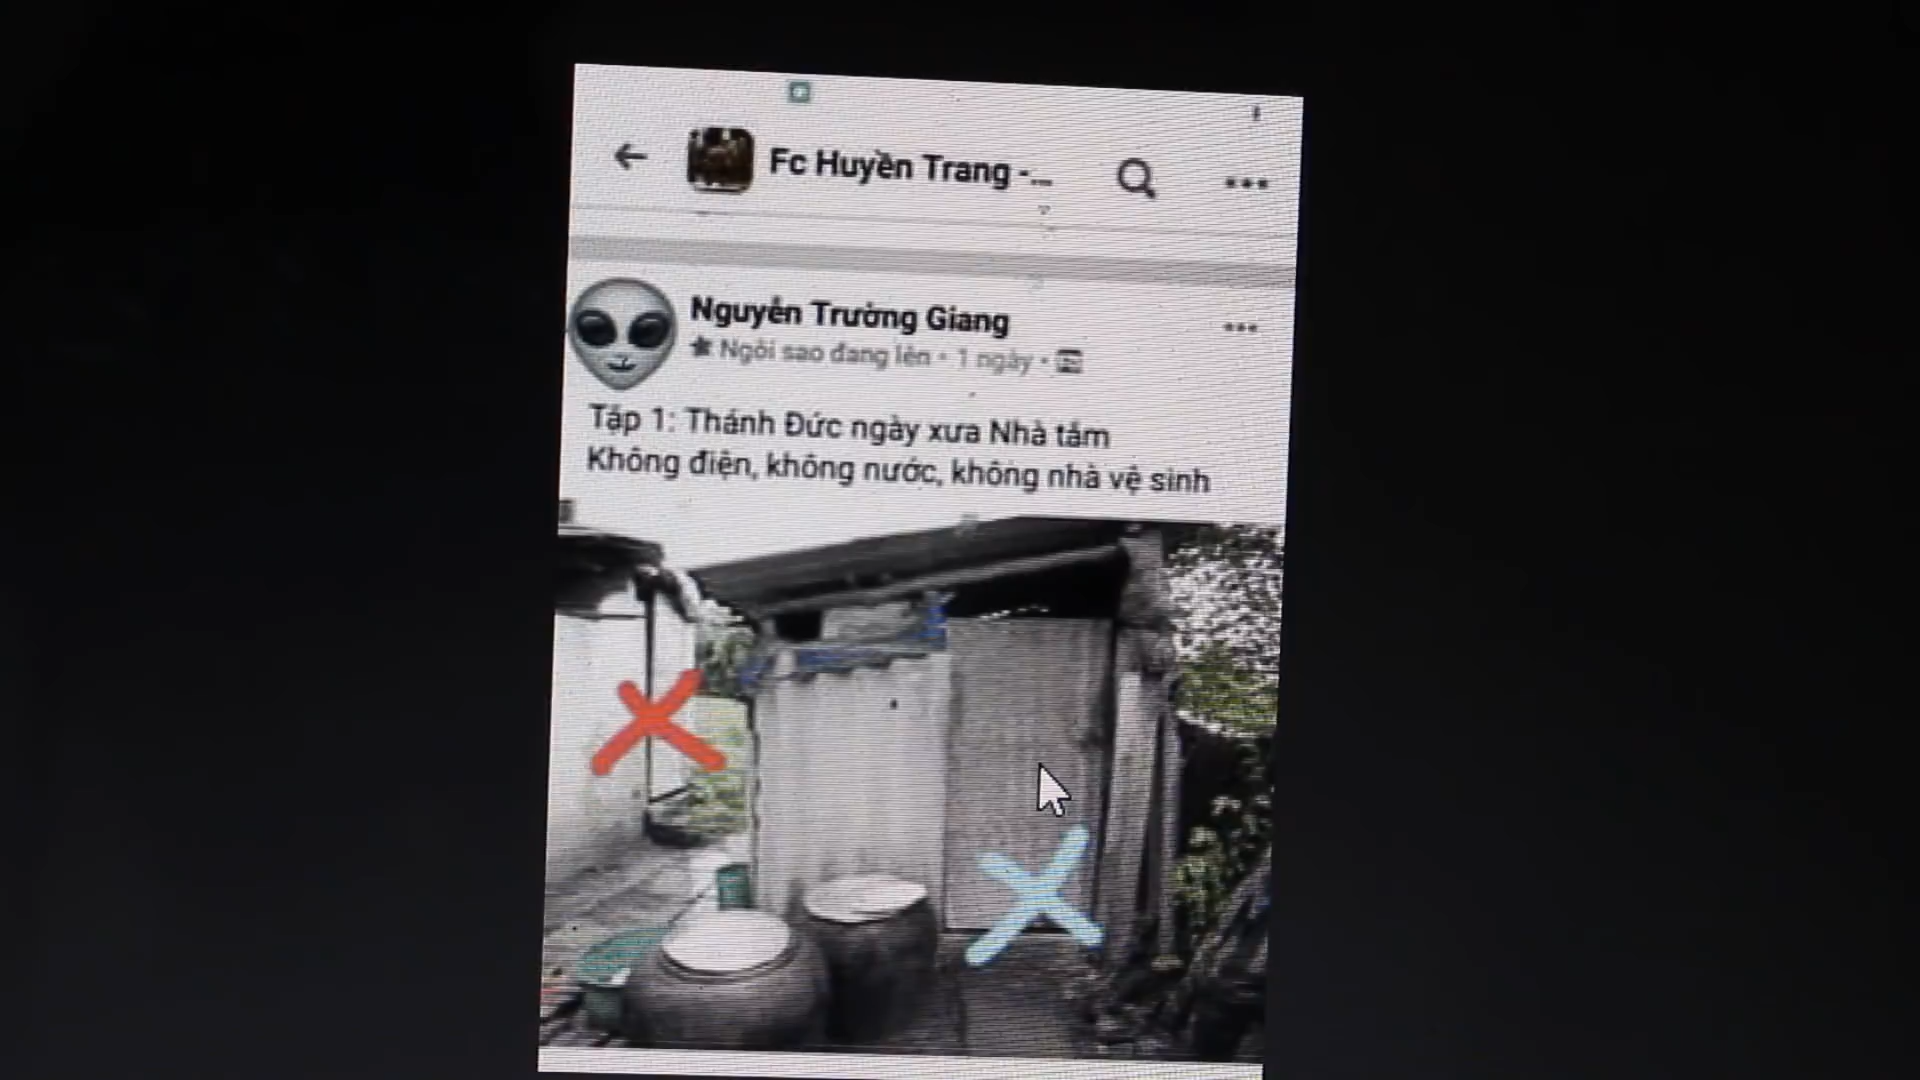 Fc Huyền Trang -...
Nguyễn Trường Giang
Ngôi sao đang lên · 1 ngày ·
Tập 1: Thánh Đức ngày xưa Nhà tắm
Không điện, không nước, không nhà vệ sinh